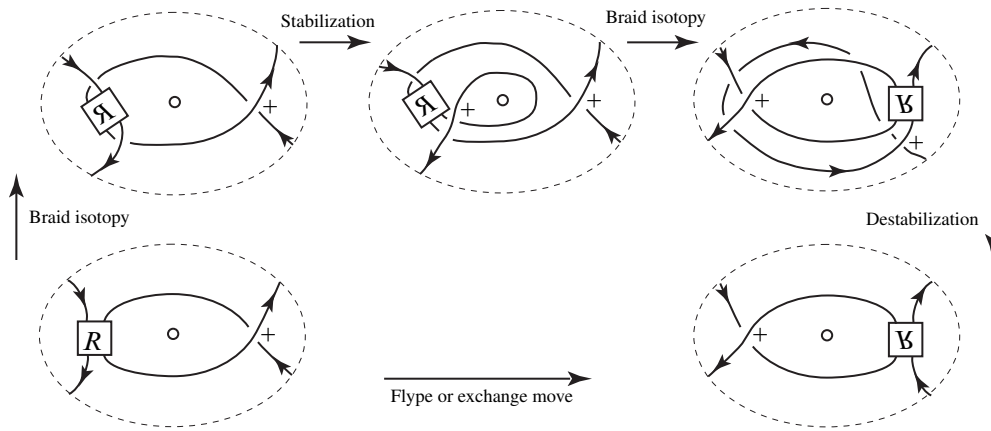 Stabilization
Braid isotopy
R
+
R
+
+
R
+
+
Braid isotopy
Destabilization
R
+
+
R
Flype or exchange move